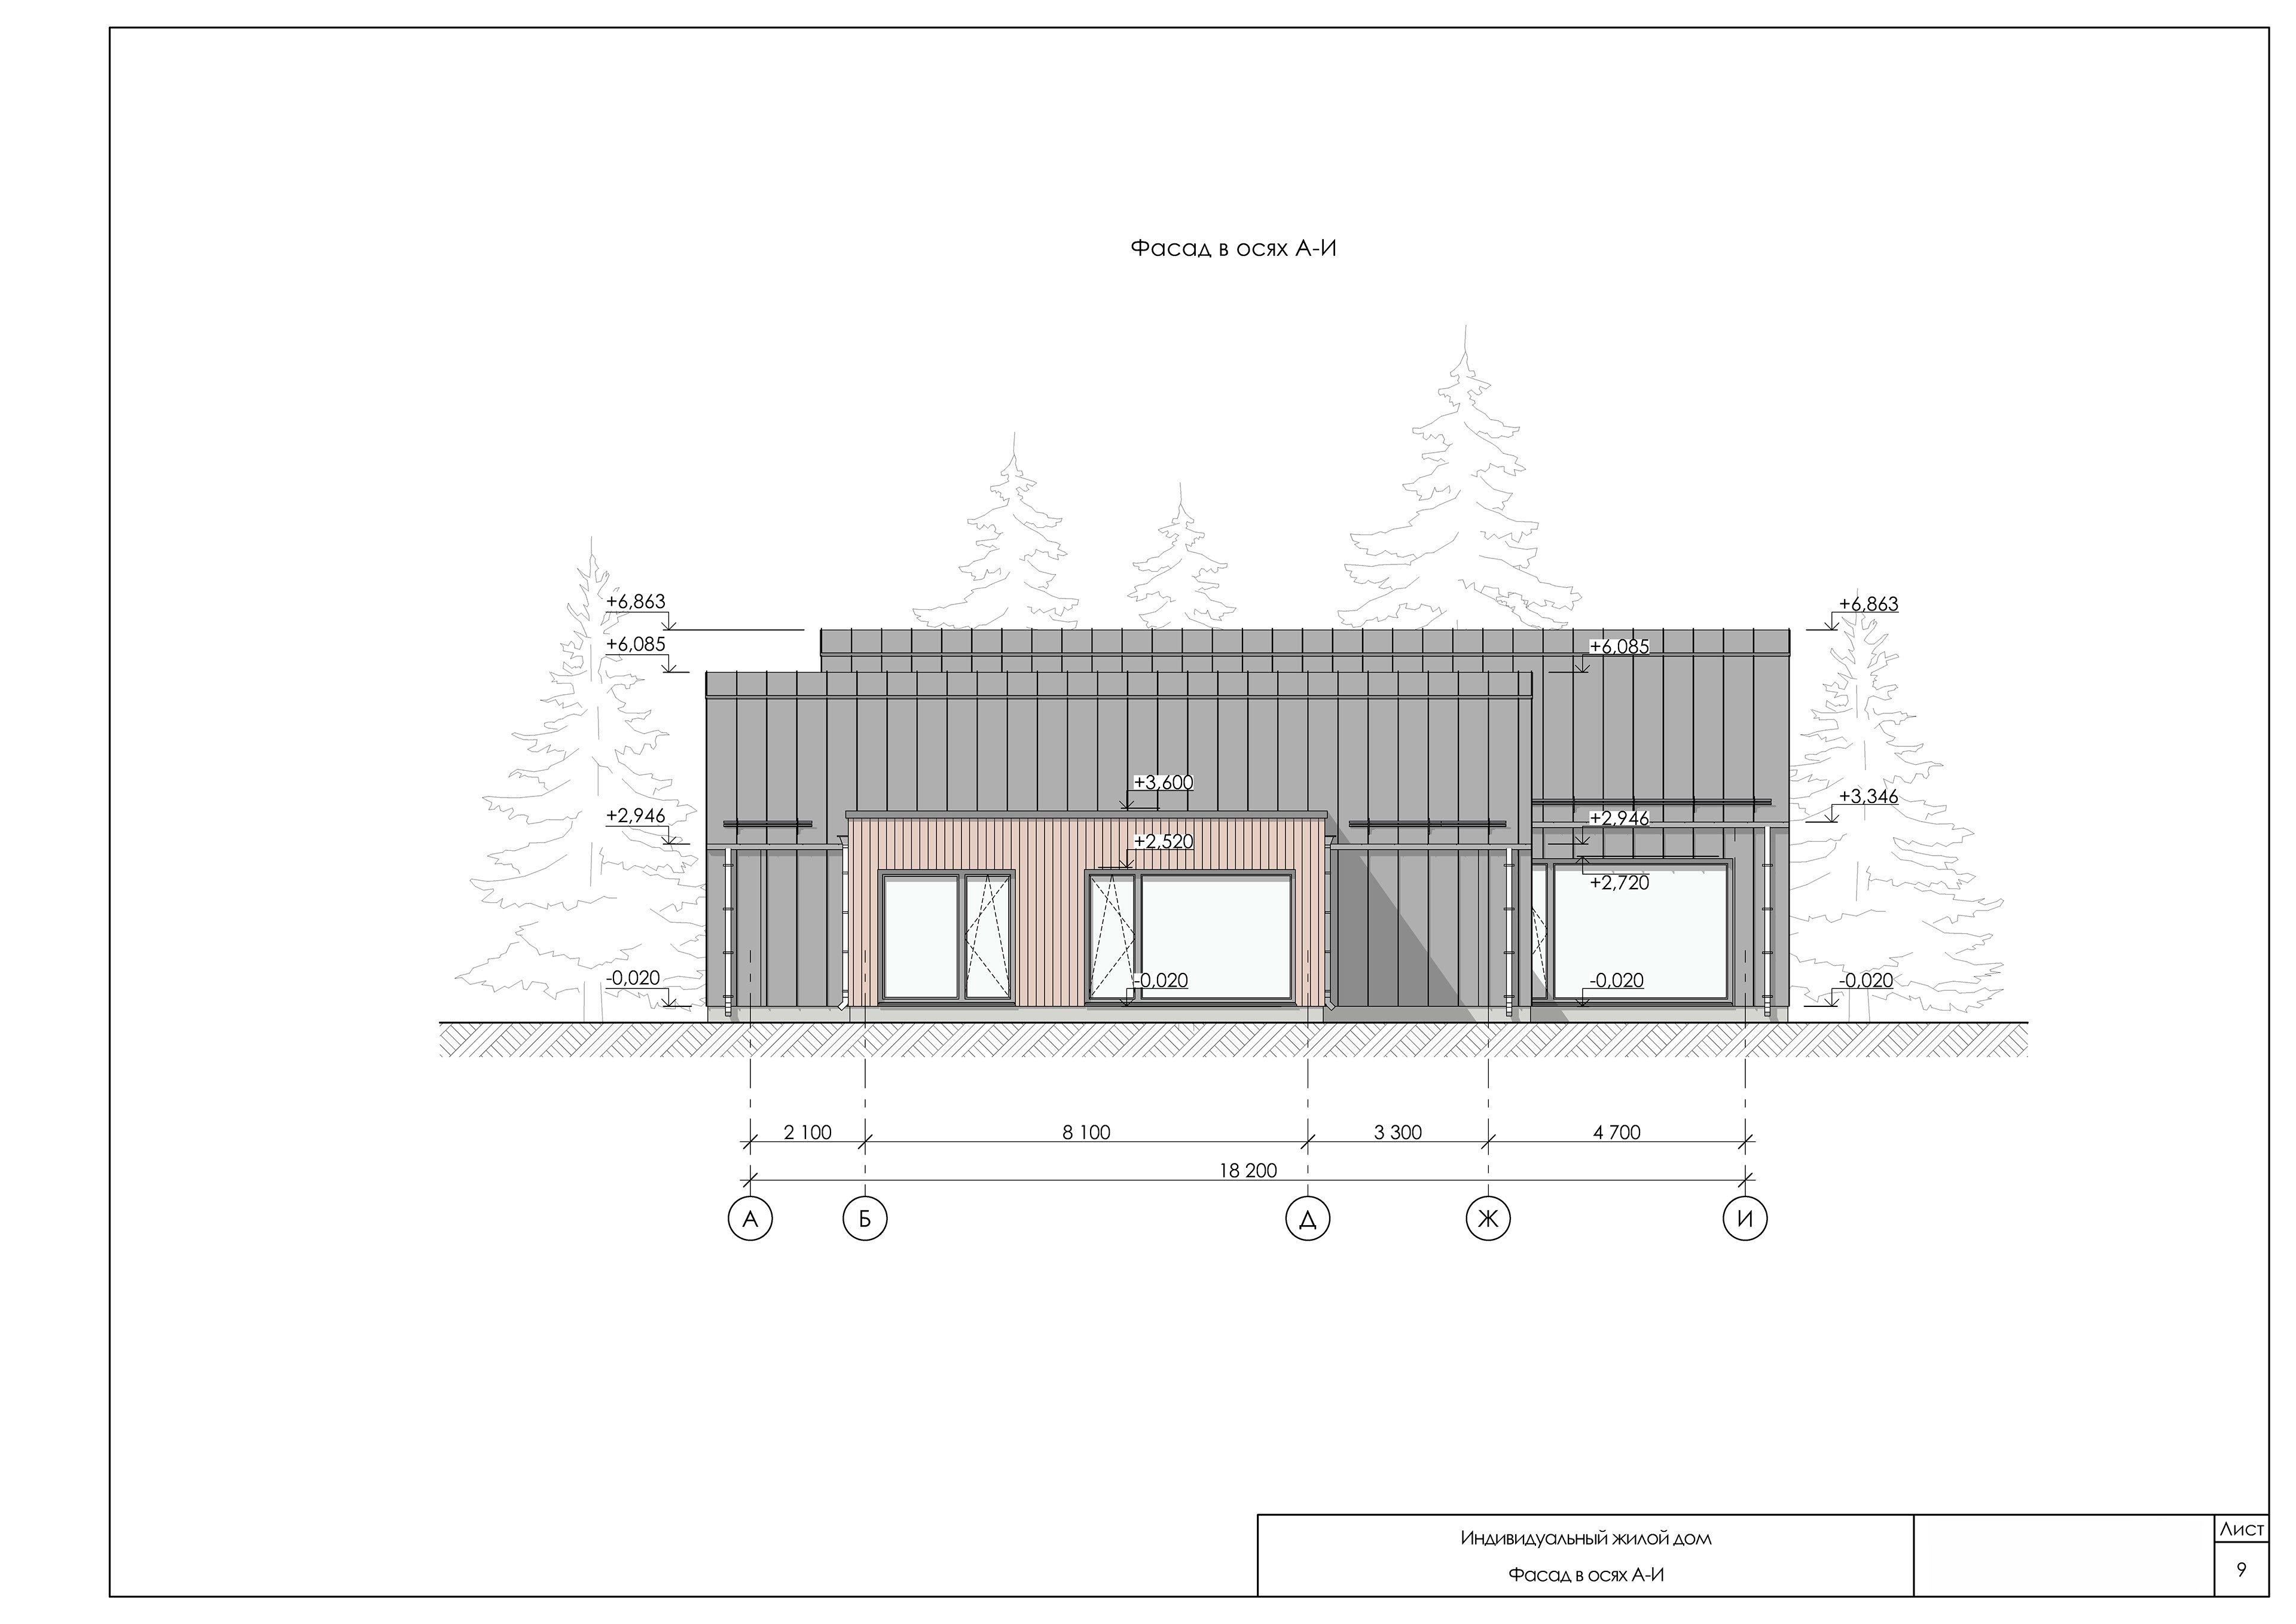 Фасад в осях А-И
+6,863
+6,863
+6,085
+6,085
+3,600
+3,346
+2,946
+2,946
+2,520
+2,720
-0,020
-0,020
-0,020
-0,020
2 100
8 100
3 300
4 700
18 200
А
Б
Д
Ж
И
Индивидуальный жилой дом
Фасад в осях А-И
Лист
9